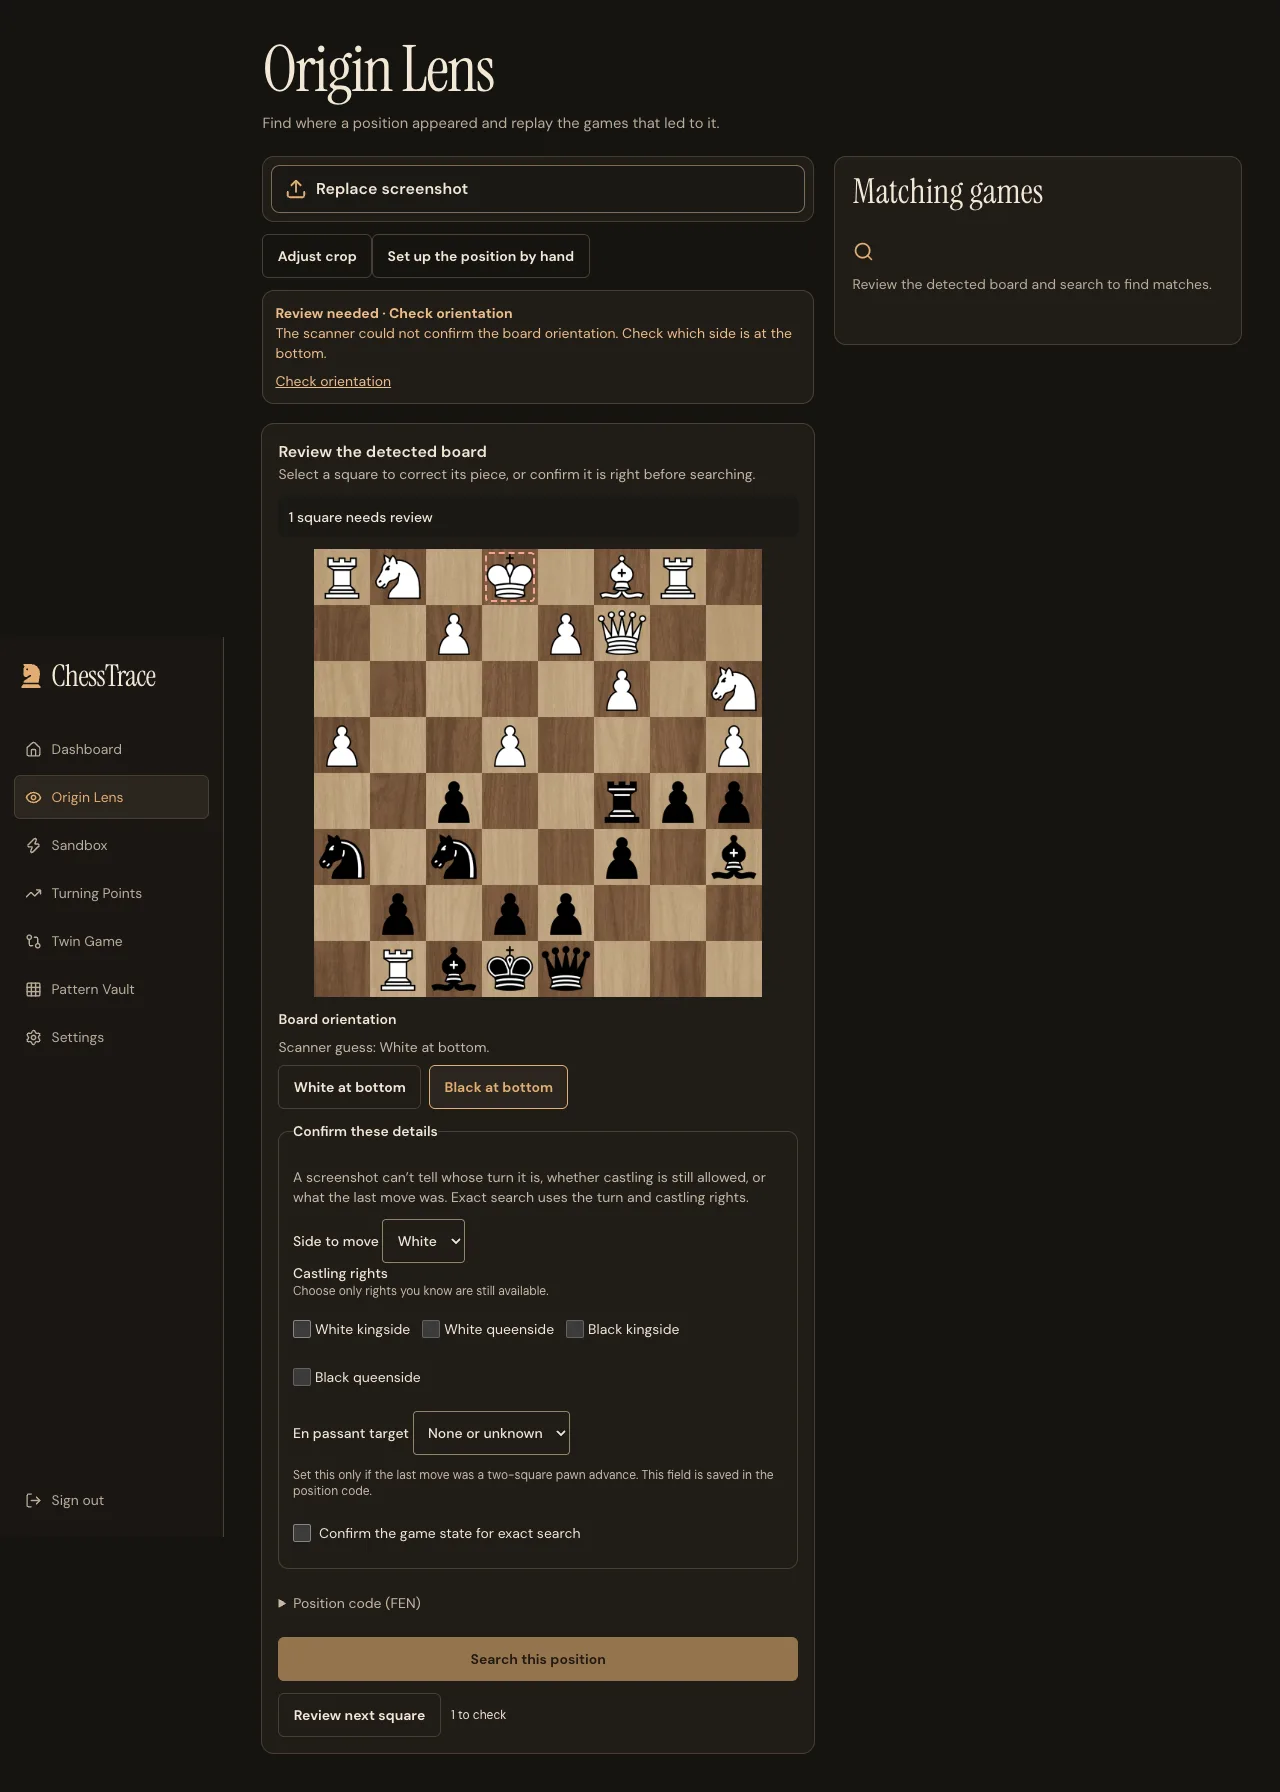 Origin Lens
Find where a position appeared and replay the games that led to it.
Replace screenshot
Adjust crop
Set up the position by hand
Review needed · Check orientation
The scanner could not confirm the board orientation. Check which side is at the
bottom.
Check orientation
Review the detected board
Select a square to correct its piece, or confirm it is right before searching.
1 square needs review
Board orientation
Scanner guess: White at bottom.
White at bottom
Black at bottom
Confirm these details
A screenshot can’t tell whose turn it is, whether castling is still allowed, or
what the last move was. Exact search uses the turn and castling rights.
Side to move White
Castling rights
Choose only rights you know are still available.
White kingside
White queenside
Black kingside
Black queenside
En passant target None or unknown
Set this only if the last move was a two-square pawn advance. This field is saved in the
position code.
Confirm the game state for exact search
Position code (FEN)
Search this position
Review next square
1 to check
Matching games
Review the detected board and search to find matches.
ChessTrace
Dashboard
Origin Lens
Sandbox
Turning Points
Twin Game
Pattern Vault
Settings
Sign out